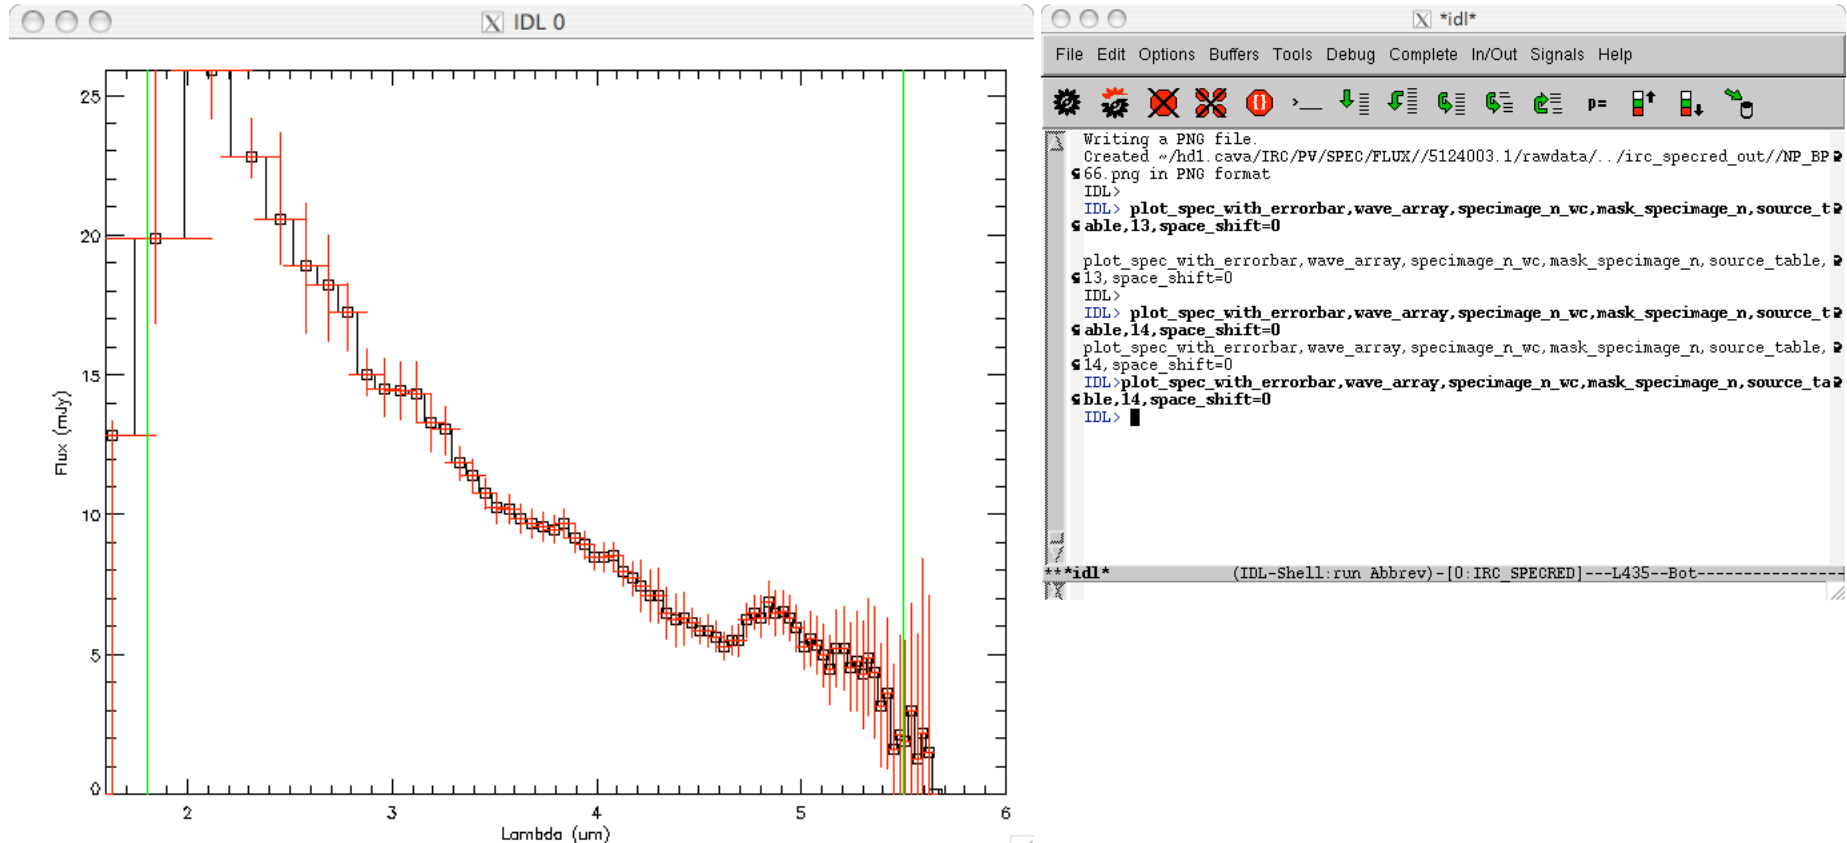 IDL 0
25
20
15
10
5
0
Flux (mJy)
2 3 4 5 6
Lambda (um)
*idl*
File Edit Options Buffers Tools Debug Complete In/Out Signals Help
p=
Writing a PNG file.
Created ~/hd1.cava/IRC/PV/SPEC/FLUX//5124003.1/rawdata/../irc_specred_out//NP_BP
66.png in PNG format
IDL>
IDL> plot_spec_with_errorbar,wave_array,specimage_n_wc,mask_specimage_n,source_t
able,13,space_shift=0
plot_spec_with_errorbar,wave_array,specimage_n_wc,mask_specimage_n,source_table,
13,space_shift=0
IDL>
IDL> plot_spec_with_errorbar,wave_array,specimage_n_wc,mask_specimage_n,source_t
able,14,space_shift=0
plot_spec_with_errorbar,wave_array,specimage_n_wc,mask_specimage_n,source_table,
14,space_shift=0
IDL>plot_spec_with_errorbar,wave_array,specimage_n_wc,mask_specimage_n,source_ta
ble,14,space_shift=0
IDL>
***idl* (IDL-Shell:run Abbrev)-[0:IRC_SPECRED]---L435--Bot-----------------